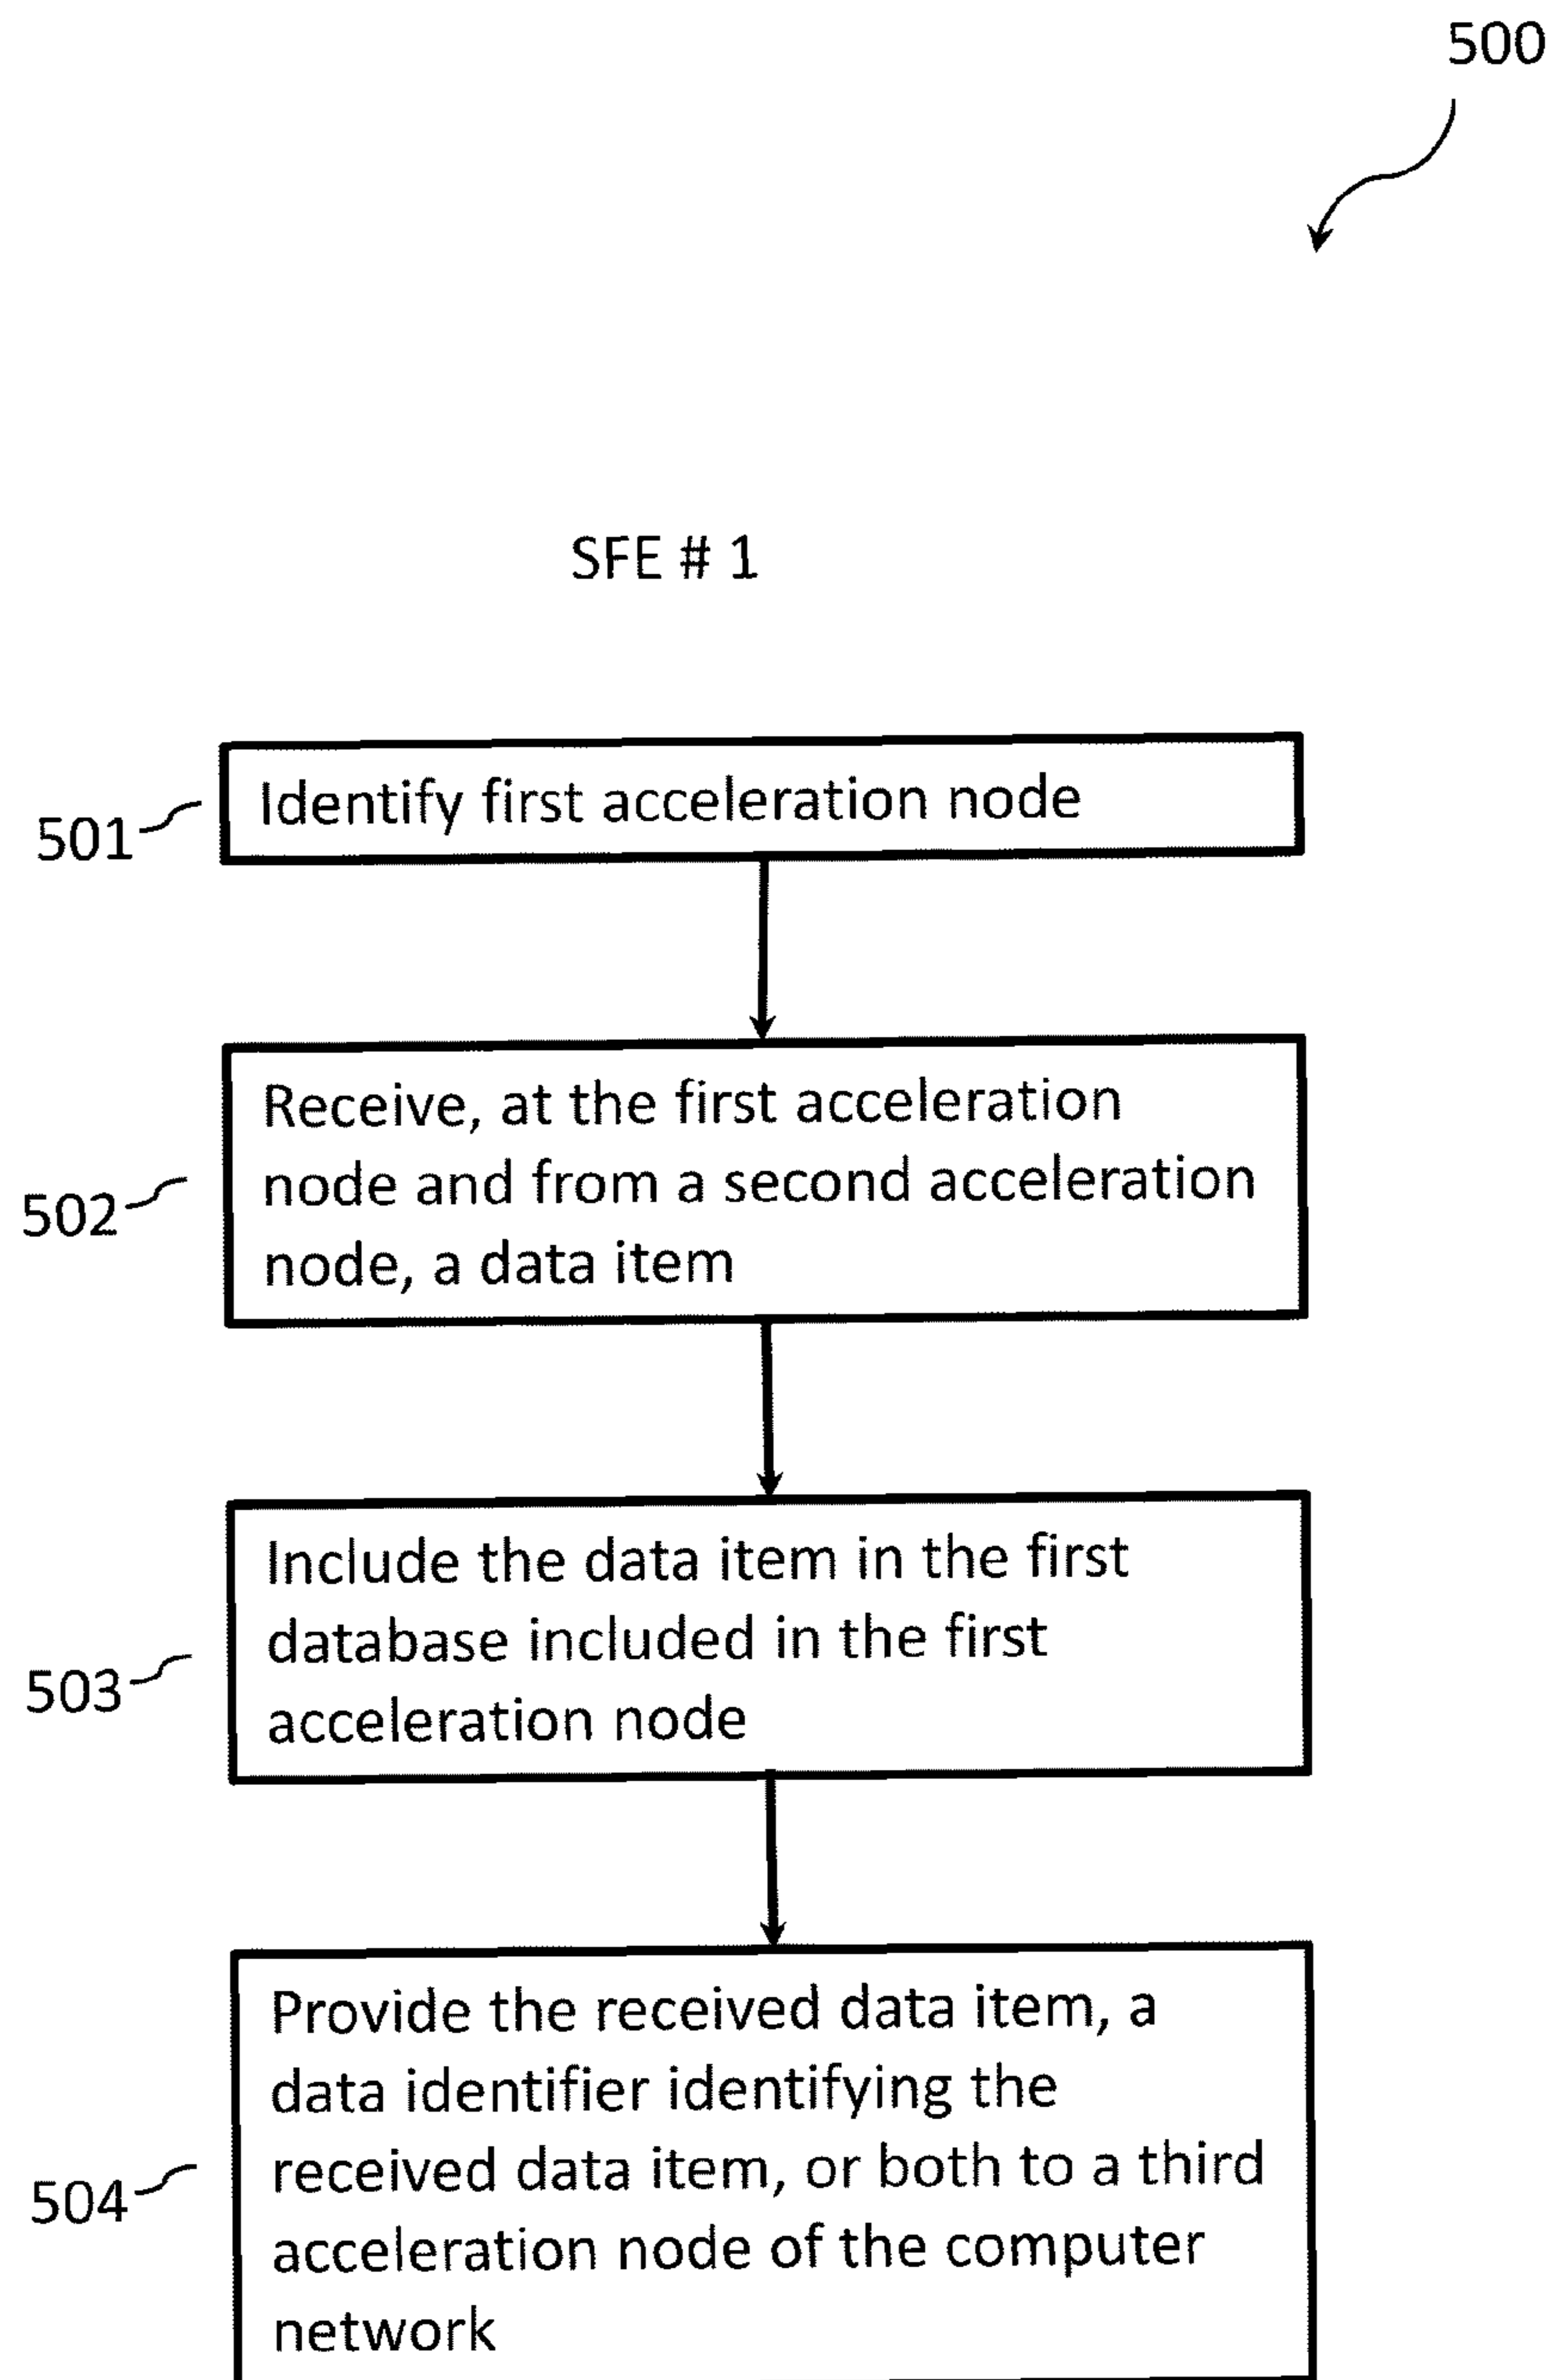 500
SFE # 1
501
Identify first acceleration node
502
Receive, at the first acceleration
node and from a second acceleration
node, a data item
503
Include the data item in the first
database included in the first
acceleration node
504
Provide the received data item, a
data identifier identifying the
received data item, or both to a third
acceleration node of the computer
network